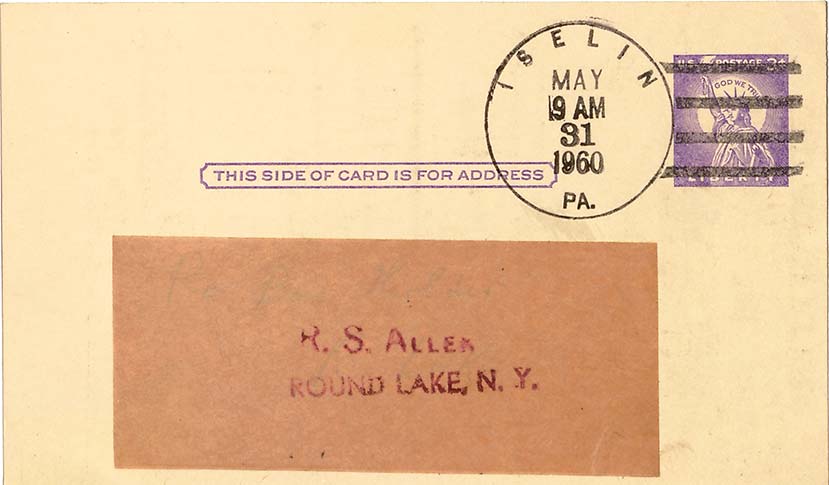 ISELIN
MAY
9 AM
31
1960
PA.
U.S. POSTAGE 3¢
IN GOD WE TRUST
LIBERTY
THIS SIDE OF CARD IS FOR ADDRESS
R. S. ALLEN
ROUND LAKE, N. Y.